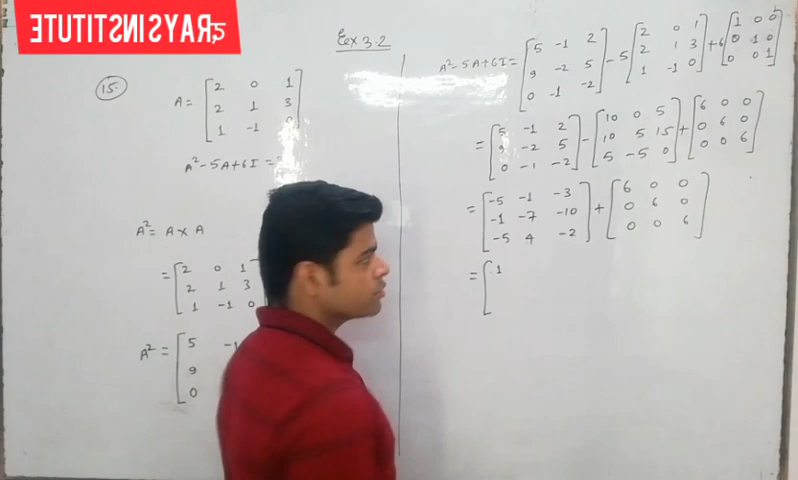 RAYSINSTITUTE
Ex 3.2
15.
A = [ 2 0 1
2 1 3
1 -1 ]
A² - 5A + 6I =
A² = A × A
= [ 2 0 1
2 1 3
1 -1 0
A² = [ 5 -1
9
0
A² - 5A + 6I = [ 5 -1 2
9 -2 5
0 -1 -2 ] - 5 [ 2 0 1
2 1 3
1 -1 0 ] + 6 [ 1 0 0
0 1 0
0 0 1 ]
= [ 5 -1 2
9 -2 5
0 -1 -2 ] - [ 10 0 5
10 5 15
5 -5 0 ] + [ 6 0 0
0 6 0
0 0 6 ]
= [ -5 -1 -3
-1 -7 -10
-5 4 -2 ] + [ 6 0 0
0 6 0
0 0 6 ]
= [ 1